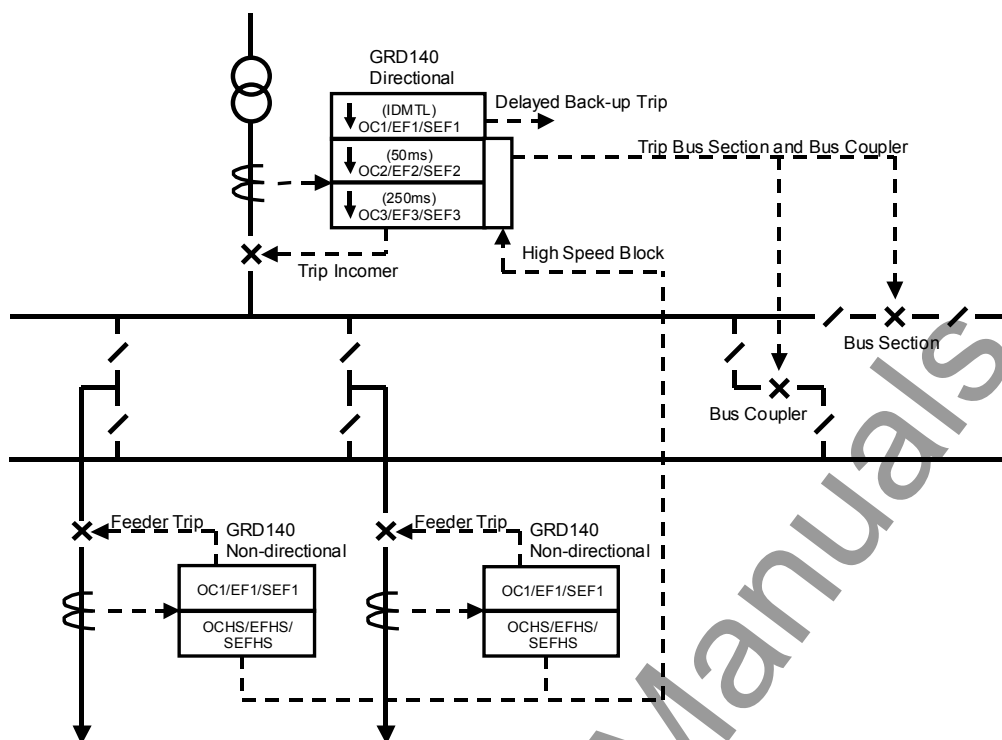 GRD140
Directional
(IDMTL)
OC1/EF1/SEF1
Delayed Back-up Trip
(50ms)
OC2/EF2/SEF2
Trip Bus Section and Bus Coupler
(250ms)
OC3/EF3/SEF3
High Speed Block
Trip Incomer
Bus Section
Bus Coupler
Feeder Trip
GRD140
Non-directional
Feeder Trip
GRD140
Non-directional
OC1/EF1/SEF1
OCHS/EFHS/
SEFHS
OC1/EF1/SEF1
OCHS/EFHS/
SEFHS
Manuals